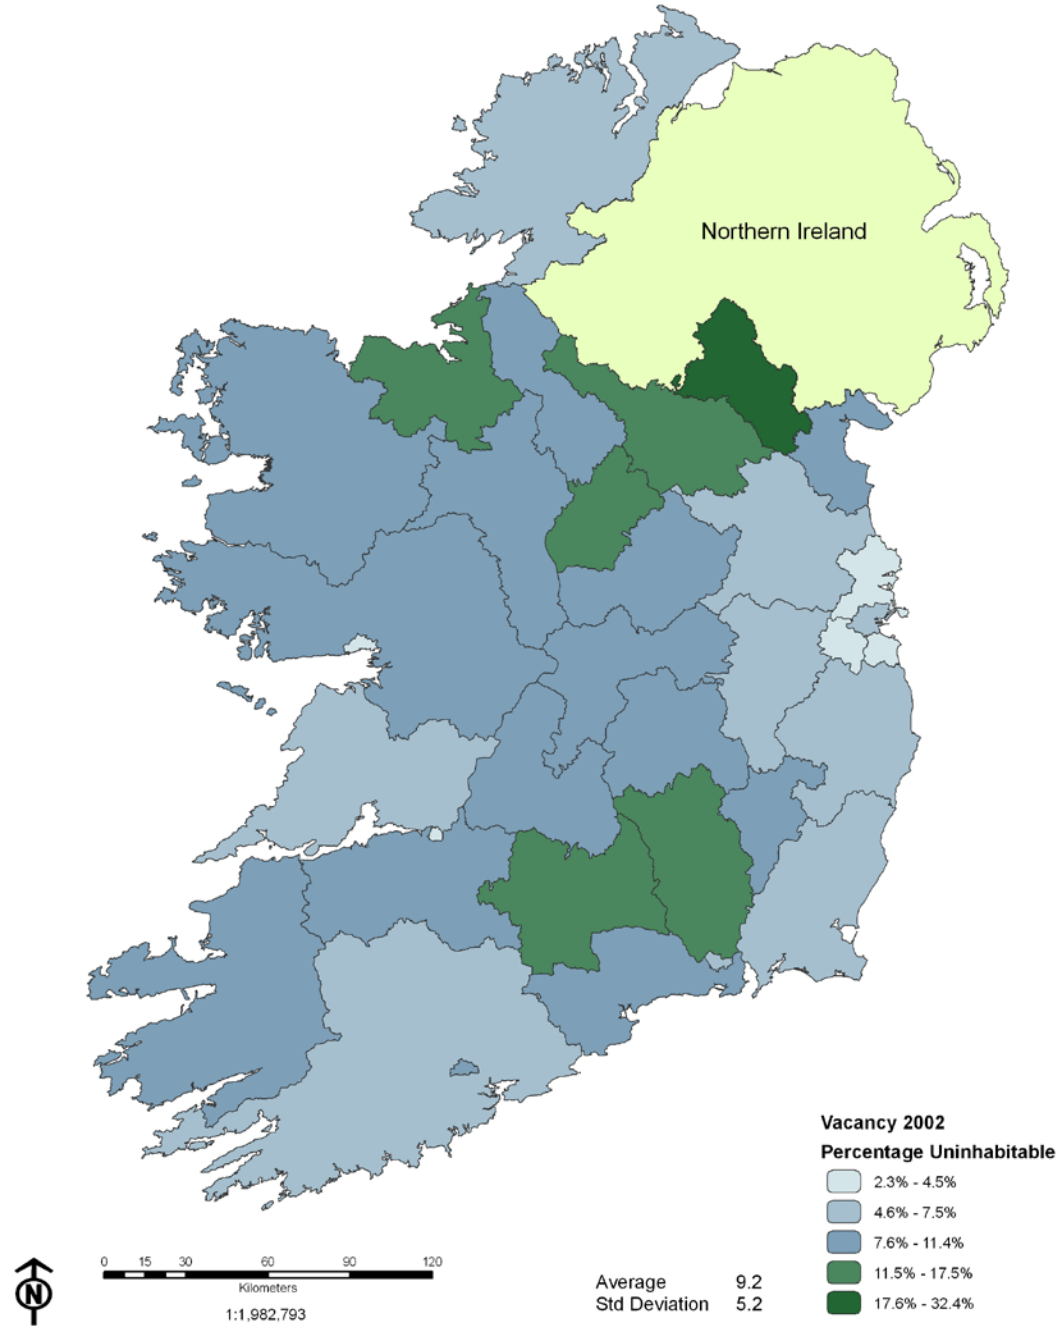 Northern Ireland
Vacancy 2002
Percentage Uninhabitable
2.3% - 4.5%
4.6% - 7.5%
7.6% - 11.4%
11.5% - 17.5%
17.6% - 32.4%
0 15 30 60 90 120
Kilometers
1:1,982,793
N
Average 9.2
Std Deviation 5.2